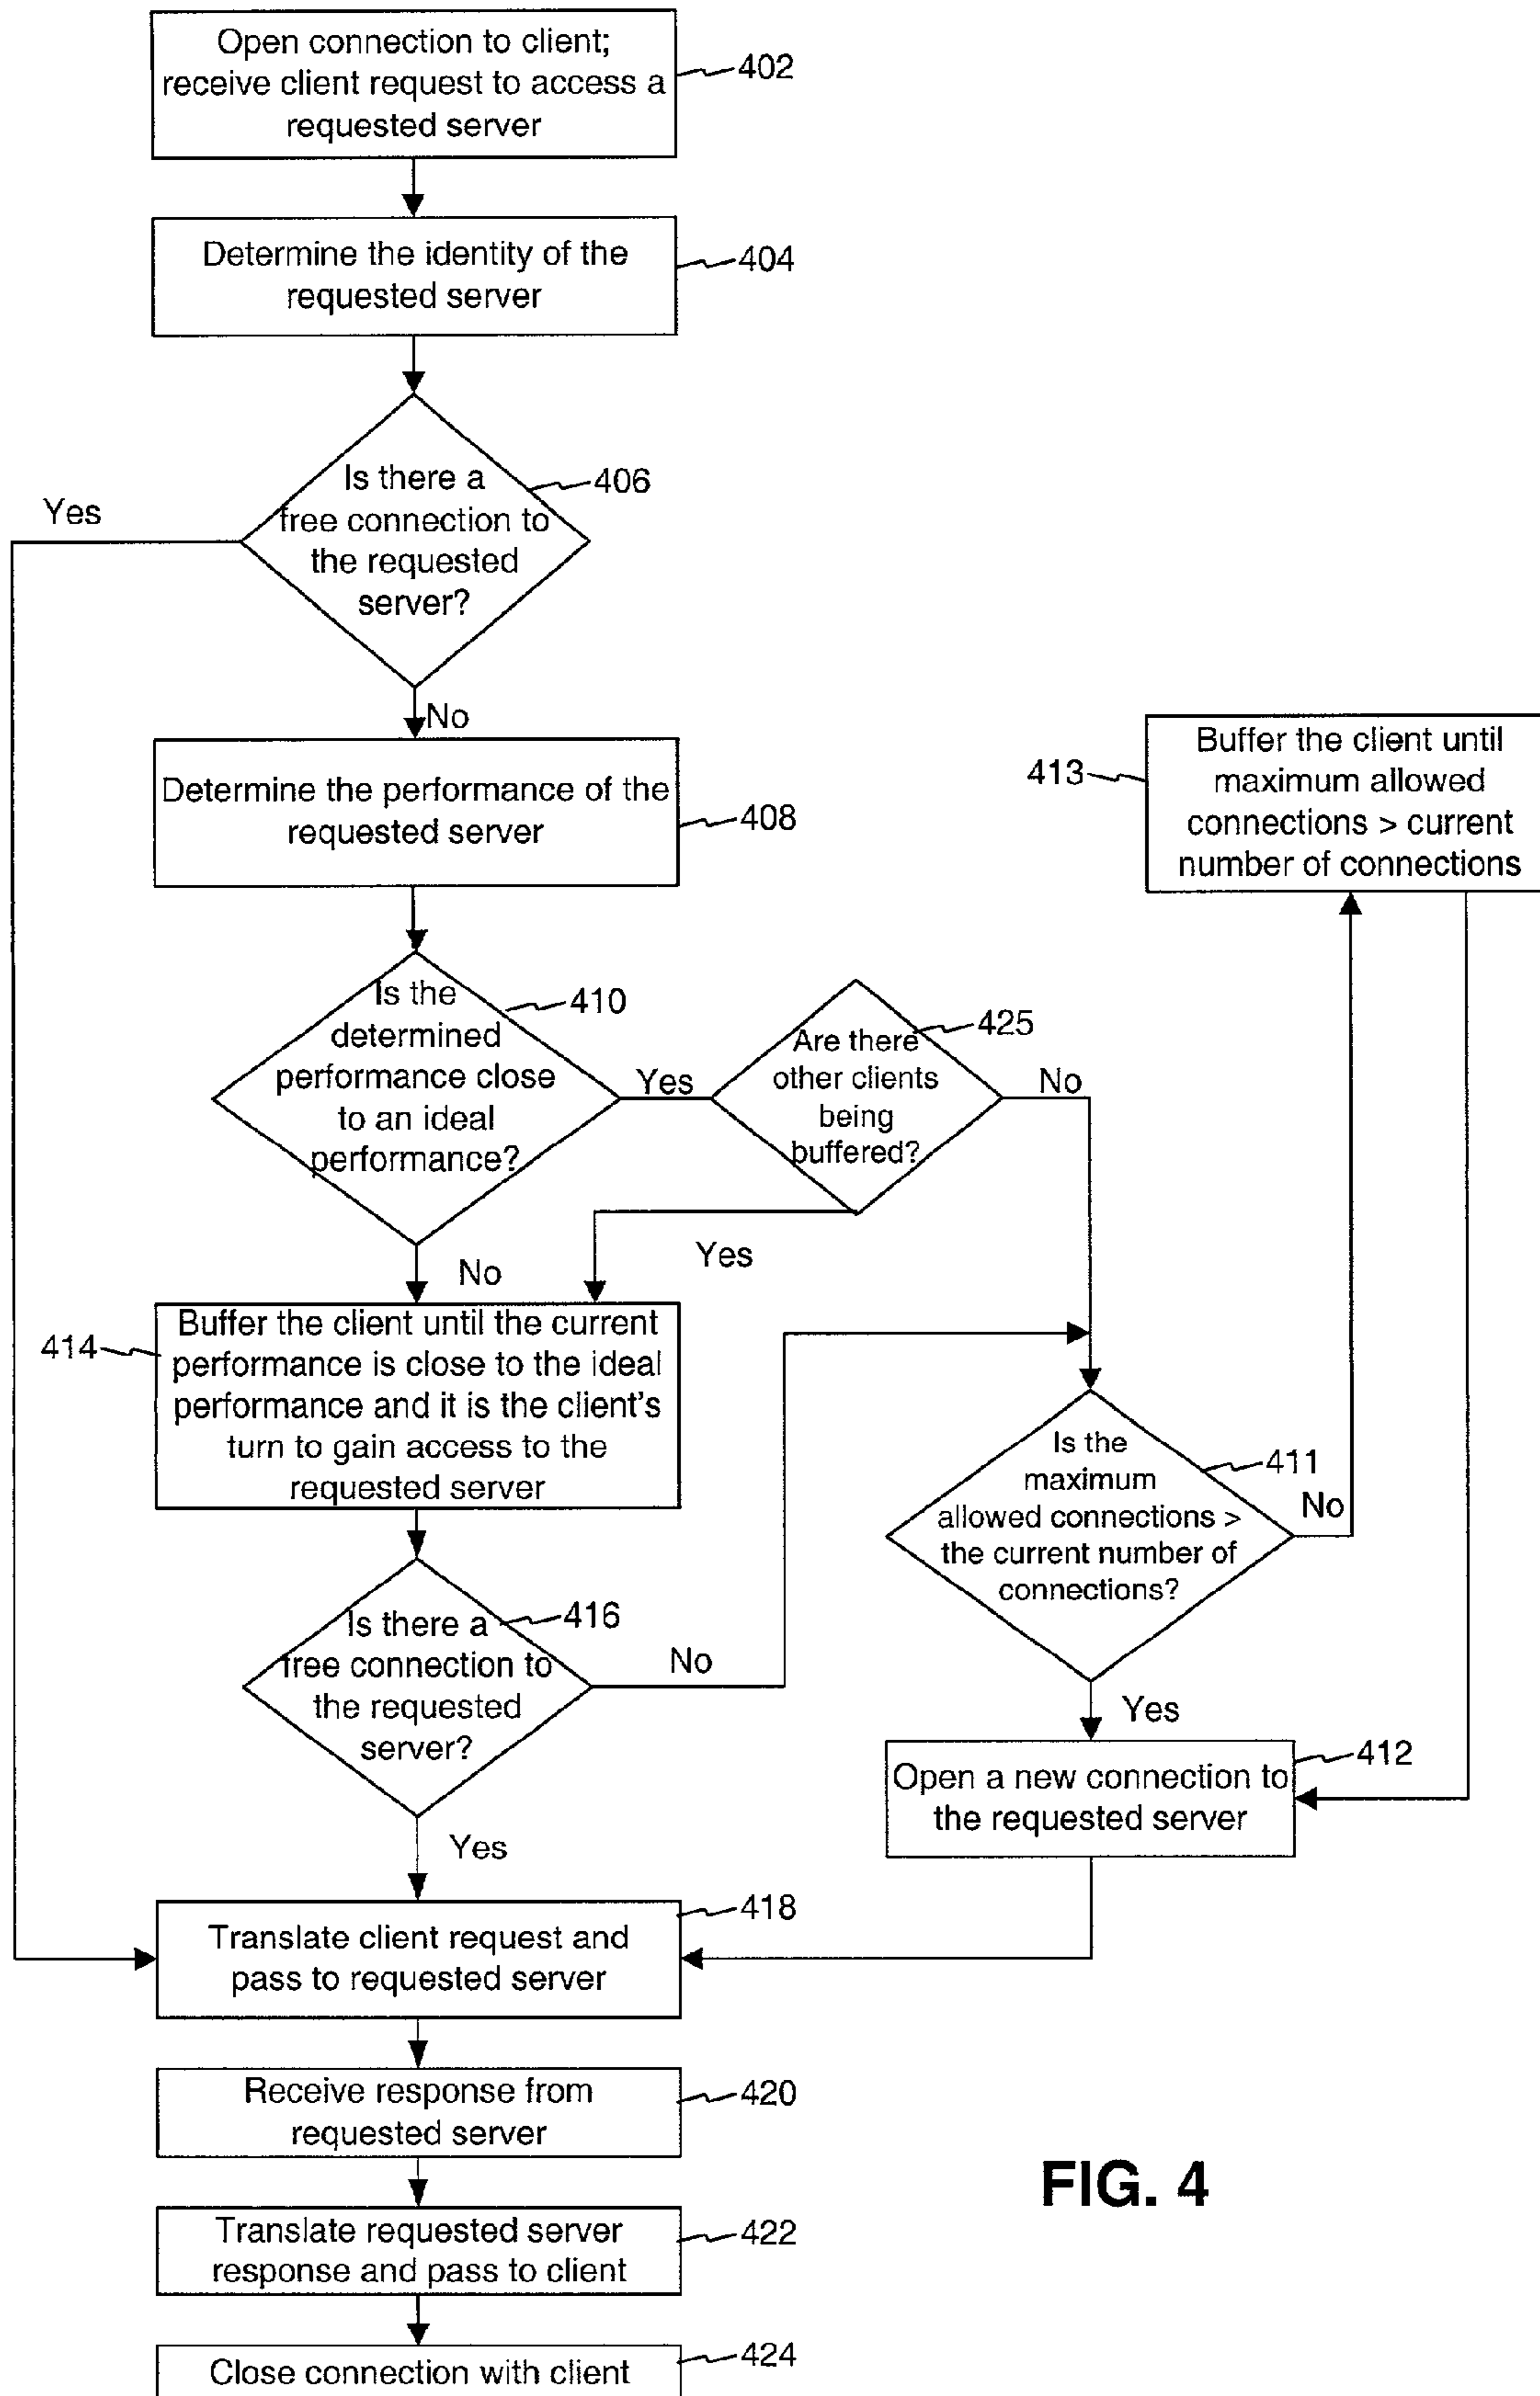 Open connection to client;
receive client request to access a
requested server
402
Determine the identity of the
requested server
404
Is there a
free connection to
the requested
server?
406
Yes
No
Determine the performance of the
requested server
408
Buffer the client until
maximum allowed
connections > current
number of connections
413
Is the
determined
performance close
to an ideal
performance?
410
Yes
Are there
other clients
being
buffered?
425
No
No
Yes
414
Buffer the client until the current
performance is close to the ideal
performance and it is the client's
turn to gain access to the
requested server
Is the
maximum
allowed connections >
the current number of
connections?
411
No
Is there a
free connection to
the requested
server?
416
No
Yes
Yes
Open a new connection to
the requested server
412
Translate client request and
pass to requested server
418
Receive response from
requested server
420
Translate requested server
response and pass to client
422
Close connection with client
424
FIG. 4